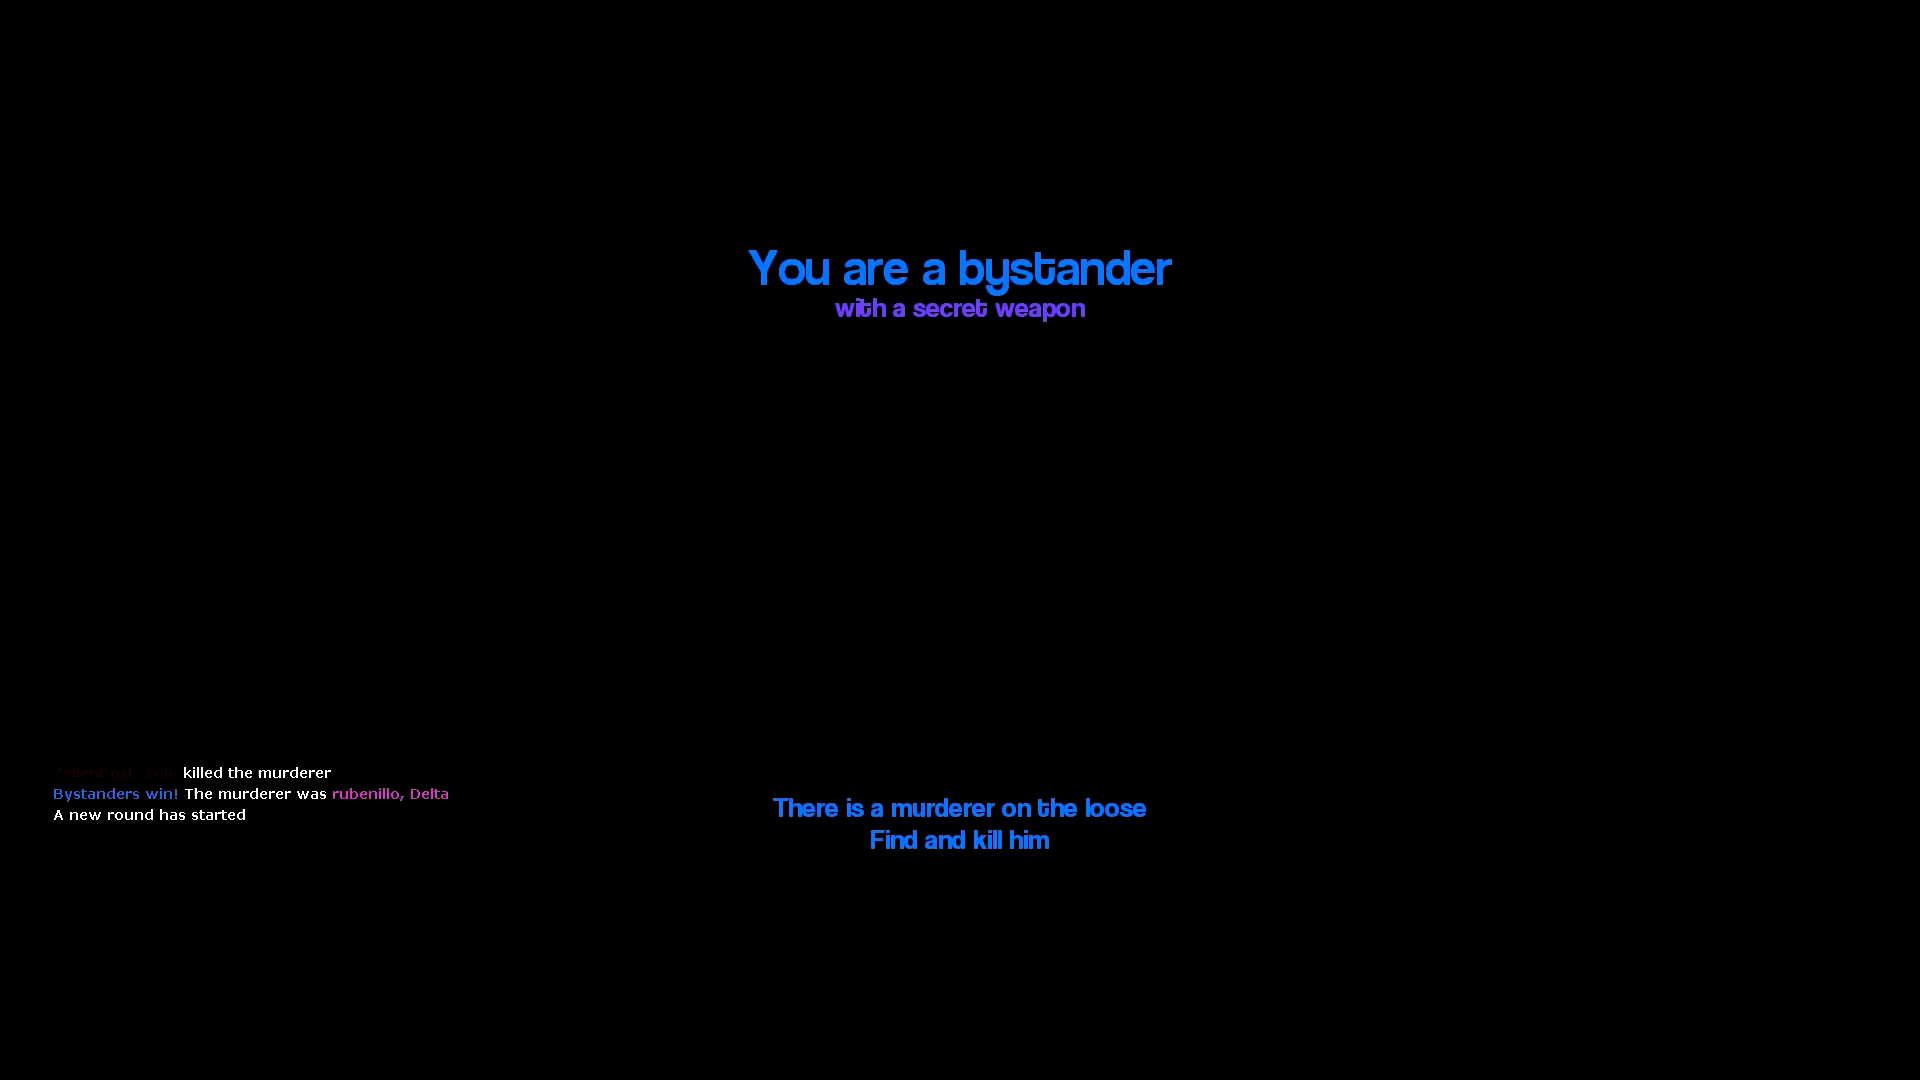 You are a bystander
with a secret weapon
killed the murderer
Bystanders win! The murderer was rubenillo, Delta
A new round has started
There is a murderer on the loose
Find and kill him